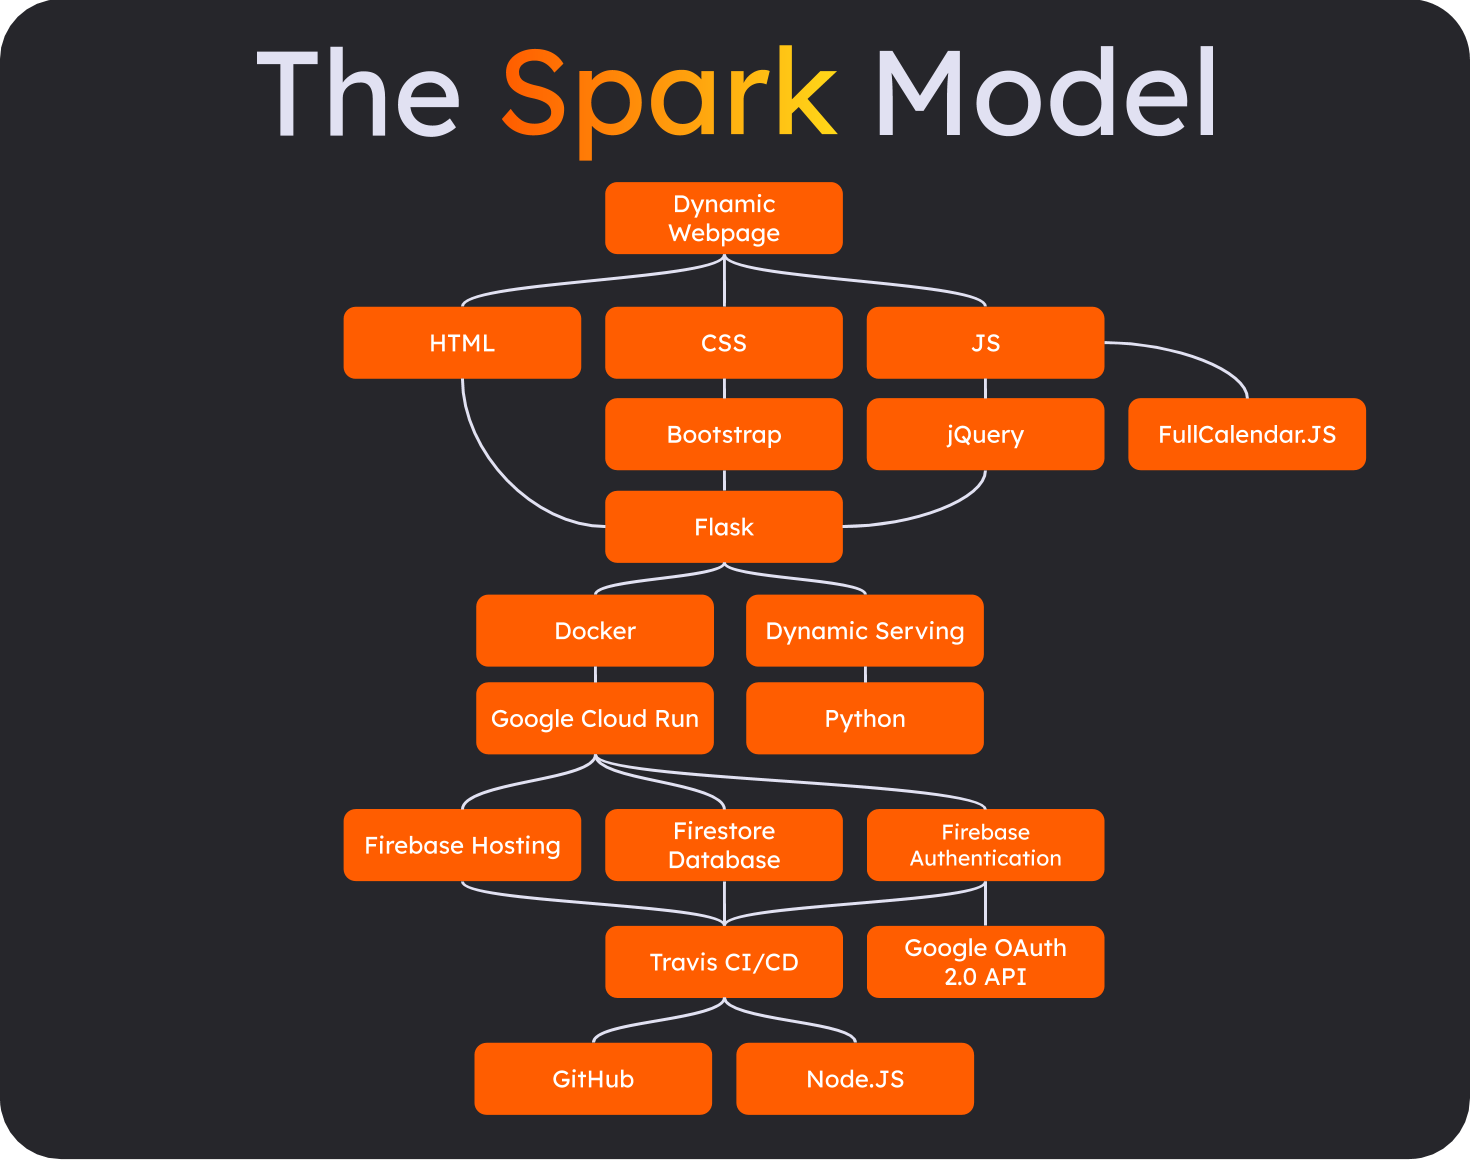 The Spark Model
Dynamic
Webpage
HTML
CSS
JS
Bootstrap
jQuery
FullCalendar.JS
Flask
Docker
Dynamic Serving
Google Cloud Run
Python
Firebase Hosting
Firestore
Database
Firebase
Authentication
Travis CI/CD
Google OAuth
2.0 API
GitHub
Node.JS